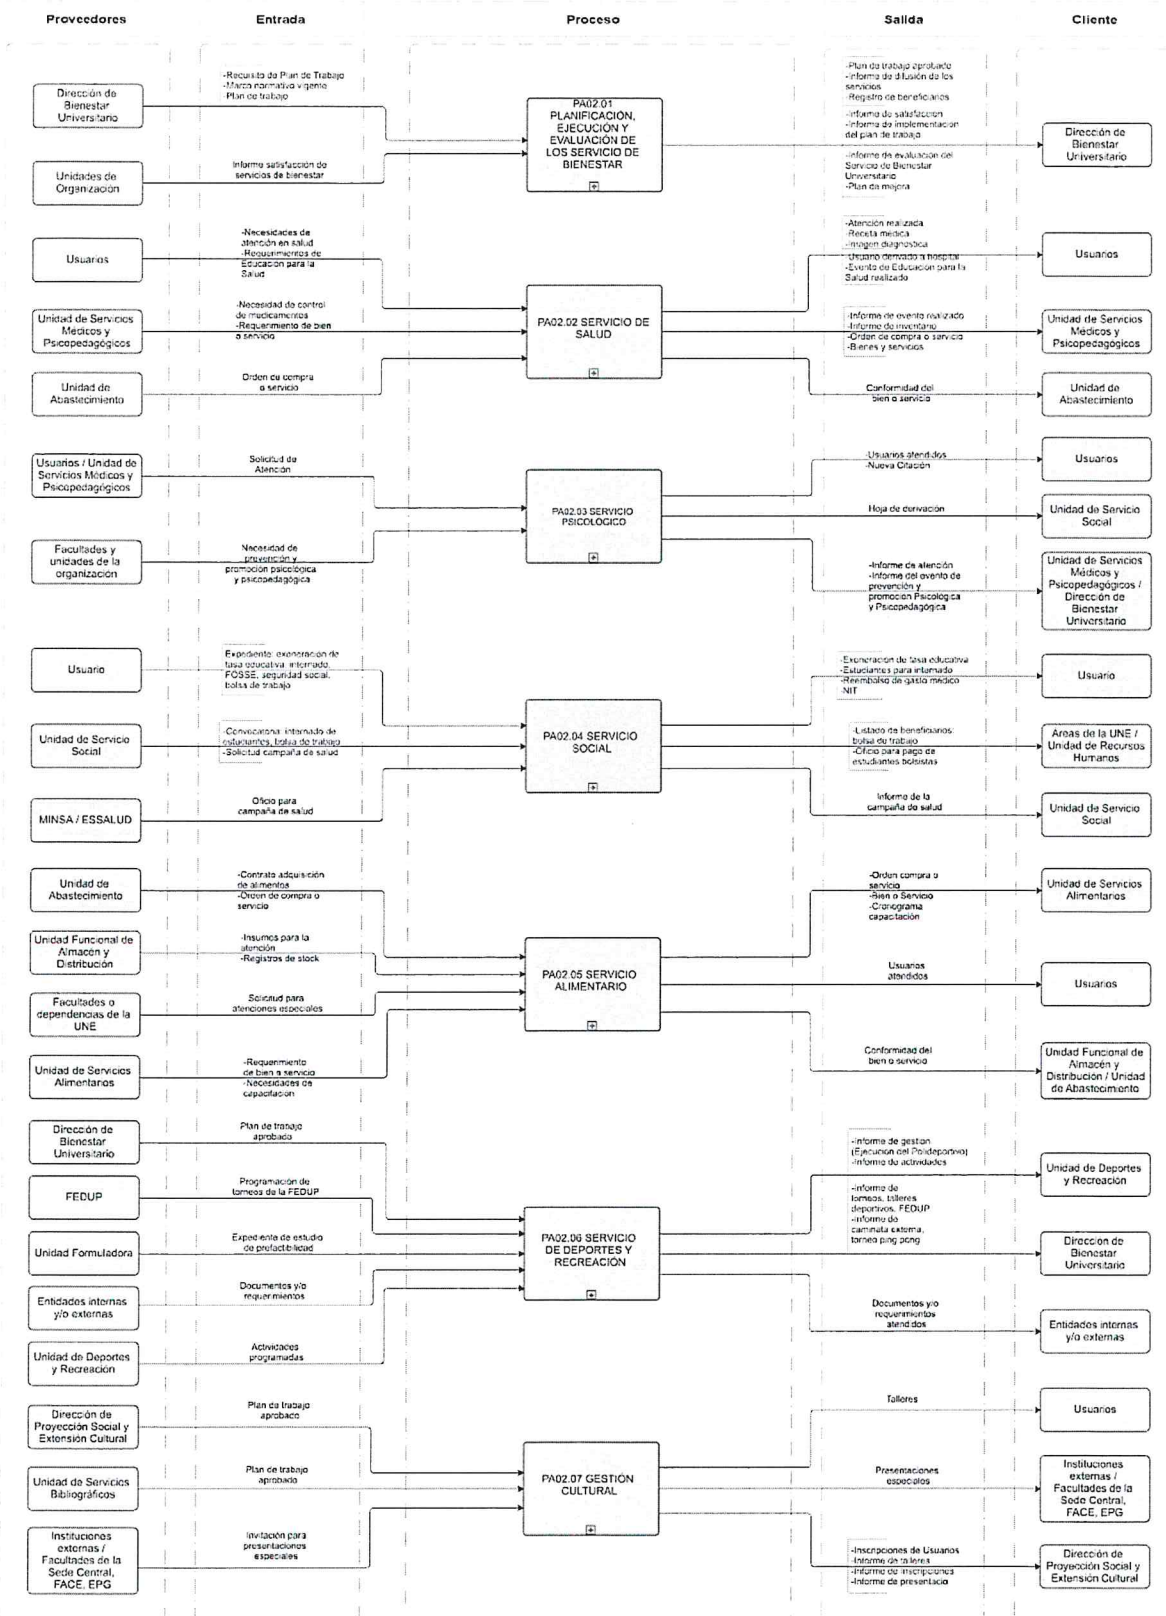 Proveedores
Entrada
Proceso
Salida
Cliente
Dirección de
Bienestar
Universitario
-Requisito de Plan de Trabajo
-Marco normativo vigente
-Plan de trabajo
Unidades de
Organización
Informe satisfacción de
servicios de bienestar
PA02.01
PLANIFICACIÓN,
EJECUCIÓN Y
EVALUACIÓN DE
LOS SERVICIO DE
BIENESTAR
-Plan de trabajo aprobado
-Informe de difusión de los
servicios
-Registro de beneficiarios
-Informe de satisfacción
-Informe de implementación
del plan de trabajo
-Informe de evaluación del
Servicio de Bienestar
Universitario
-Plan de mejora
Dirección de
Bienestar
Universitario
Usuarios
-Necesidades de
atención en salud
-Requerimientos de
Educación para la
Salud
Unidad de Servicios
Médicos y
Psicopedagógicos
-Necesidad de control
de medicamentos
-Requerimiento de bien
o servicio
Unidad de
Abastecimiento
Orden de compra
o servicio
PA02.02 SERVICIO DE
SALUD
-Atención realizada
-Receta médica
-Imagen diagnostica
-Usuario derivado a hospital
-Evento de Educación para la
Salud realizado
Usuarios
-Informe de evento realizado
-Informe de inventario
-Orden de compra o servicio
-Bienes y servicios
Unidad de Servicios
Médicos y
Psicopedagógicos
Conformidad del
bien o servicio
Unidad de
Abastecimiento
Usuarios / Unidad de
Servicios Médicos y
Psicopedagógicos
Solicitud de
Atención
Facultades y
unidades de la
organización
Necesidad de
prevención y
promoción psicológica
y psicopedagógica
PA02.03 SERVICIO
PSICOLOGICO
-Usuarios atendidos
-Nueva Citación
Usuarios
Hoja de derivación
Unidad de Servicio
Social
-Informe de atención
-Informe del evento de
prevención y
promoción Psicológica
y Psicopedagógica
Unidad de Servicios
Médicos y
Psicopedagógicos /
Dirección de
Bienestar
Universitario
Usuario
Expediente: exoneración de
tasa educativa, internado,
FOSSE, seguridad social,
bolsa de trabajo
Unidad de Servicio
Social
-Convocatoria: internado de
estudiantes, bolsa de trabajo
-Solicitud campaña de salud
MINSA / ESSALUD
Oficio para
campaña de salud
PA02.04 SERVICIO
SOCIAL
-Exoneración de tasa educativa
-Estudiantes para internado
-Reembolso de gasto médico
-NIT
Usuario
-Listado de beneficiarios:
bolsa de trabajo
-Oficio para pago de
estudiantes bolsistas
Areas de la UNE /
Unidad de Recursos
Humanos
Informe de la
campaña de salud
Unidad de Servicio
Social
Unidad de
Abastecimiento
-Contrato adquisición
de alimentos
-Orden de compra o
servicio
Unidad Funcional de
Almacén y
Distribución
-Insumos para la
atención
-Registros de stock
Facultades o
dependencias de la
UNE
Solicitud para
atenciones especiales
Unidad de Servicios
Alimentarios
-Requerimiento
de bien o servicio
-Necesidades de
capacitacion
PA02.05 SERVICIO
ALIMENTARIO
-Orden compra o
servicio
-Bien o Servicio
-Cronograma
capacitación
Unidad de Servicios
Alimentarios
Usuarios
atendidos
Usuarios
Conformidad del
bien o servicio
Unidad Funcional de
Almacén y
Distribución / Unidad
de Abastecimiento
Dirección de
Bienestar
Universitario
Plan de trabajo
aprobado
FEDUP
Programación de
torneos de la FEDUP
Unidad Formuladora
Expediente de estudio
de prefactibilidad
Entidades internas
y/o externas
Documentos y/o
requerimientos
Unidad de Deportes
y Recreación
Actividades
programadas
PA02.06 SERVICIO
DE DEPORTES Y
RECREACIÓN
-Informe de gestion
(Ejecución del Polideportivo)
-Informe de actividades
-Informe de
torneos, talleres
deportivos, FEDUP
-Informe de
caminata externa,
torneo ping pong
Unidad de Deportes
y Recreación
Dirección de
Bienestar
Universitario
Documentos y/o
requerimientos
atendidos
Entidades internas
y/o externas
Dirección de
Proyección Social y
Extensión Cultural
Plan de trabajo
aprobado
Unidad de Servicios
Bibliográficos
Plan de trabajo
aprobado
Instituciones
externas /
Facultades de la
Sede Central,
FACE, EPG
Invitación para
presentaciones
especiales
PA02.07 GESTIÓN
CULTURAL
Talleres
Usuarios
Presentaciones
especiales
Instituciones
externas /
Facultades de la
Sede Central,
FACE, EPG
-Inscripciones de Usuarios
-Informe de talleres
-Informe de inscripciones
-Informe de presentacio
Dirección de
Proyección Social y
Extensión Cultural